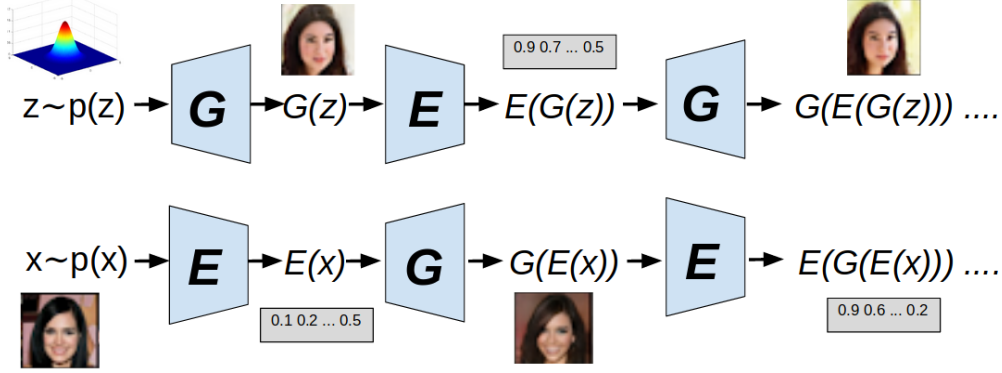 z~p(z) G G(z) E E(G(z)) G G(E(G(z))) ....
0.9 0.7 ... 0.5
x~p(x) E E(x) G G(E(x)) E E(G(E(x))) ....
0.1 0.2 ... 0.5
0.9 0.6 ... 0.2